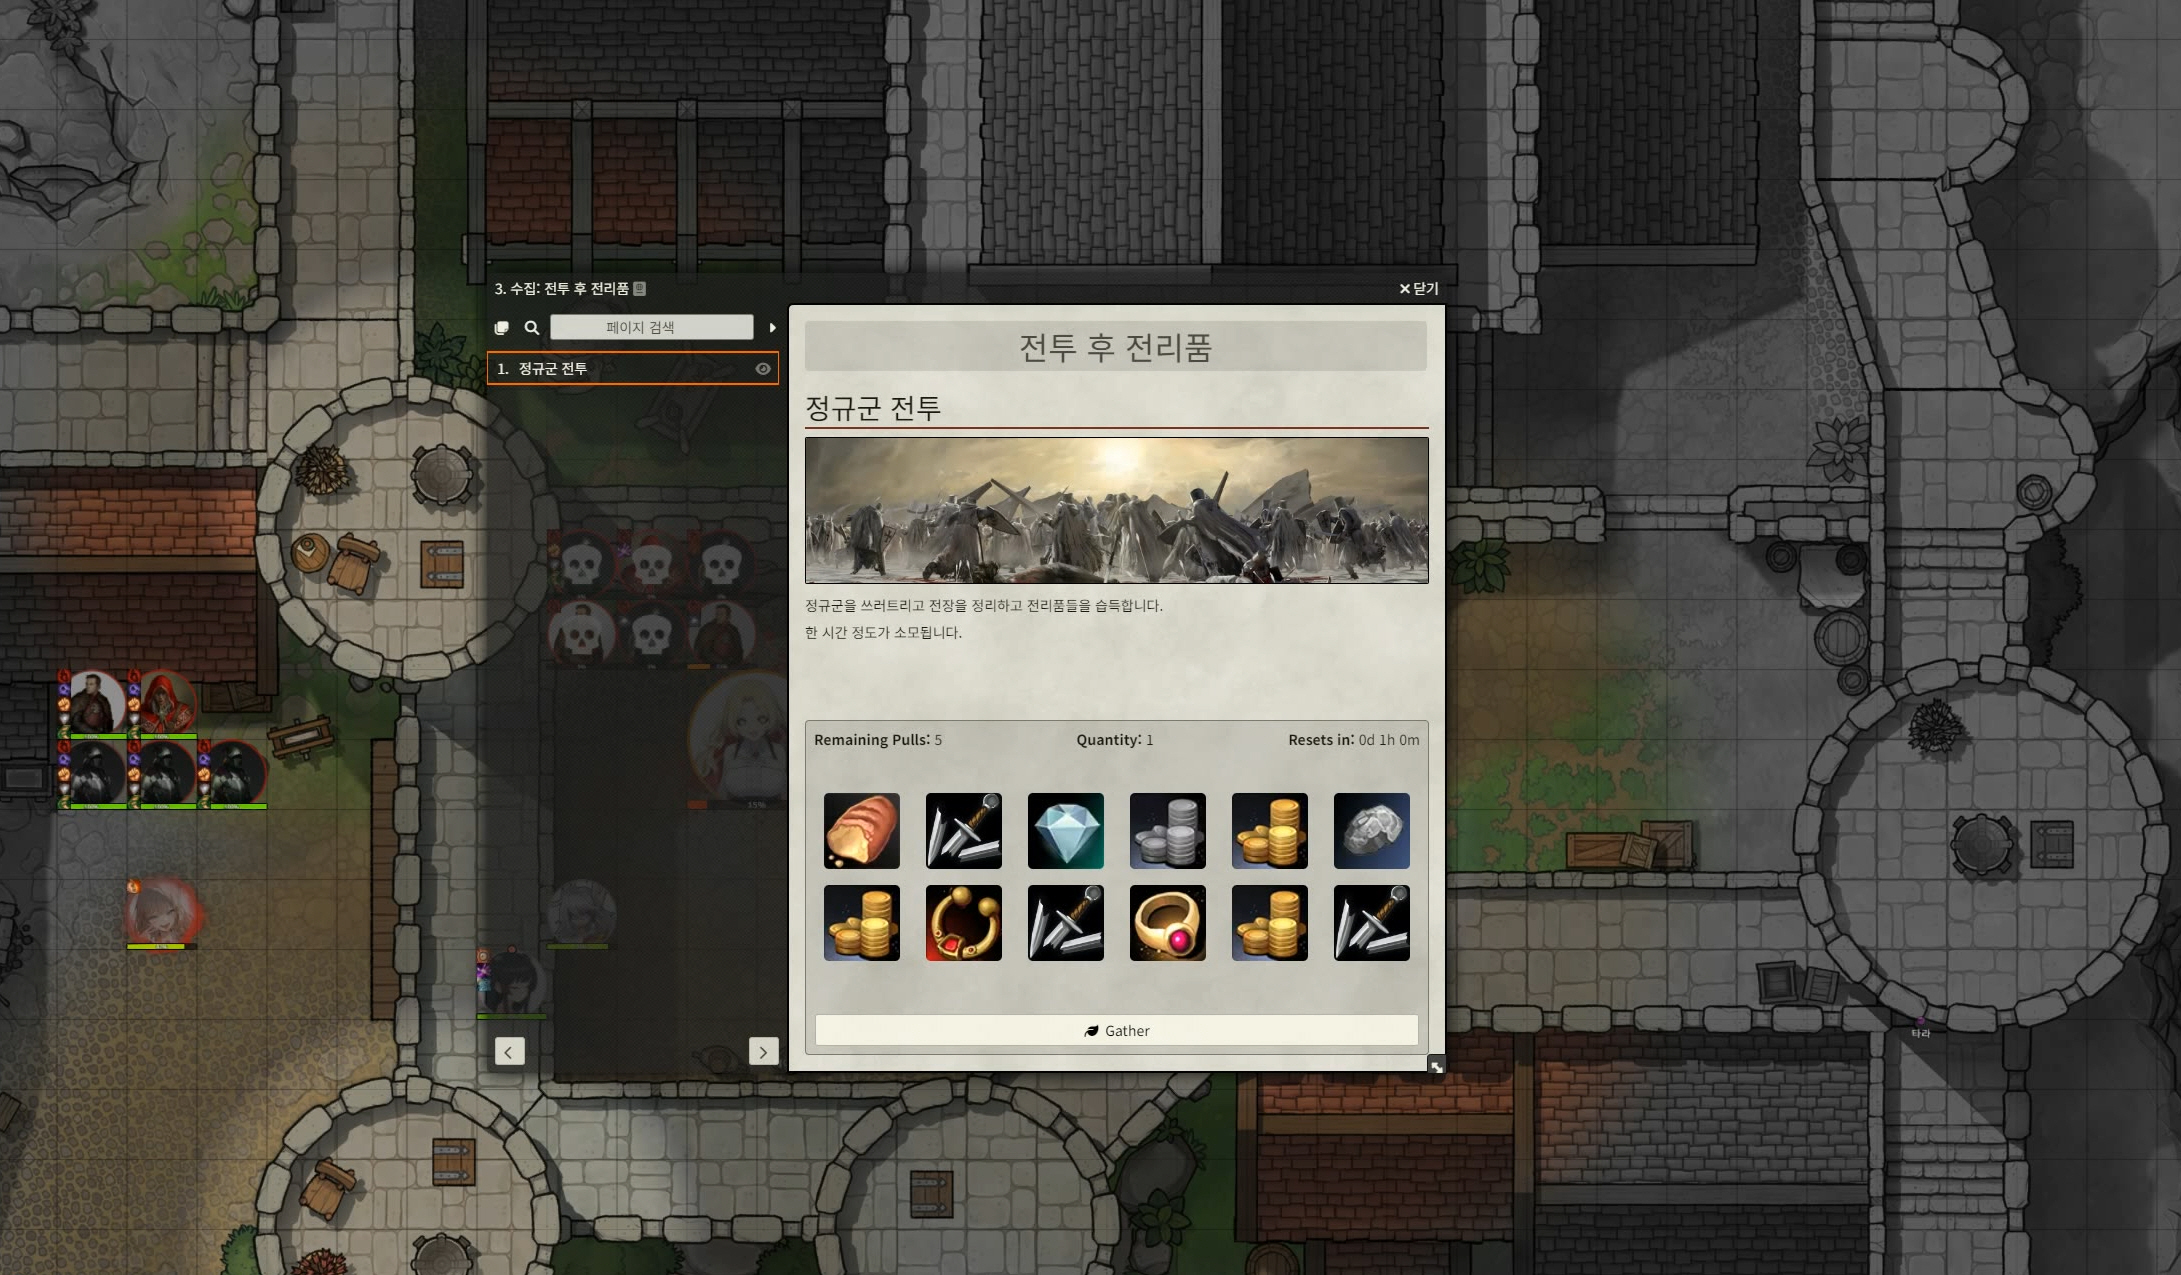 3. 수집: 전투 후 전리품
닫기
페이지 검색
1. 정규군 전투
전투 후 전리품
정규군 전투
정규군을 쓰러트리고 전장을 정리하고 전리품들을 습득합니다.
한 시간 정도가 소모됩니다.
Remaining Pulls: 5
Quantity: 1
Resets in: 0d 1h 0m
Gather
15%
타라